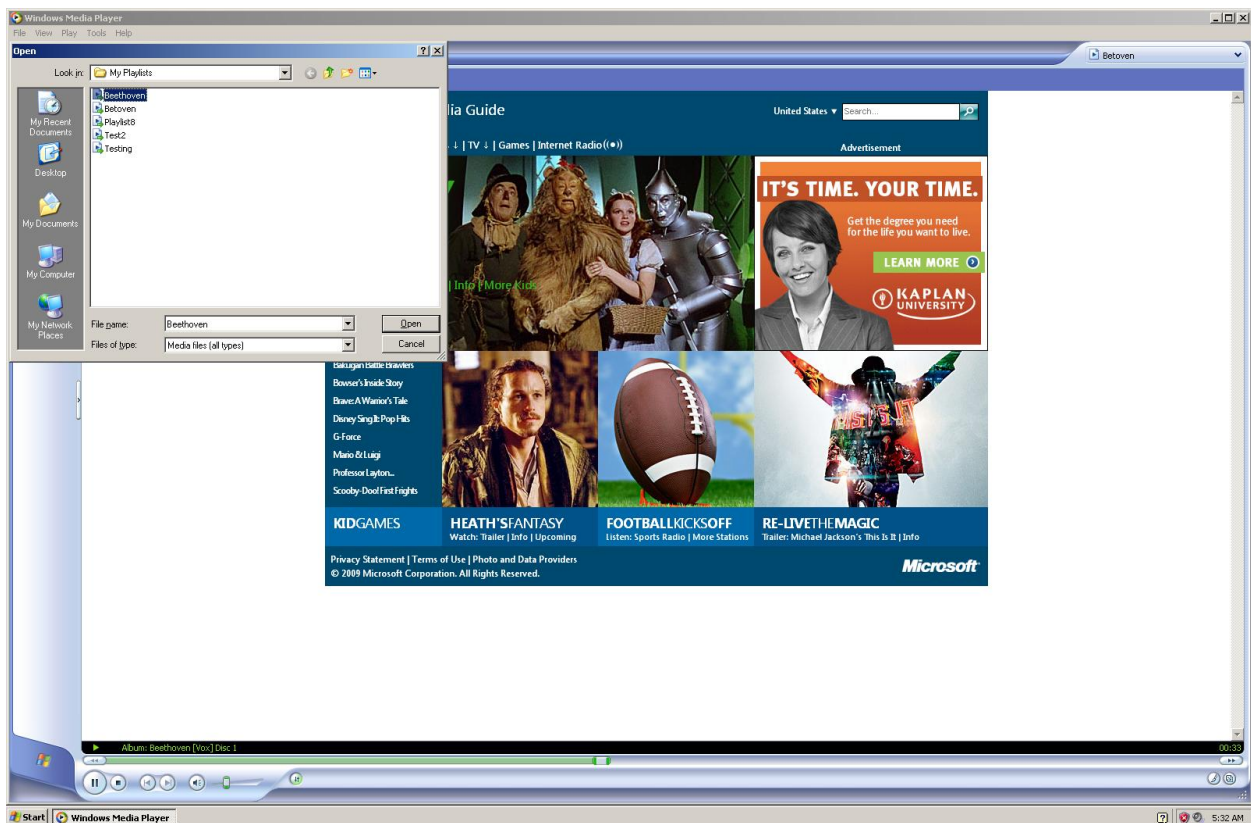 Windows Media Player
File View Play Tools Help
Open
Look in: My Playlists
Betoven
Beethoven
Betoven
Playlist8
Test2
Testing
My Recent
Documents
Desktop
My Documents
My Computer
My Network
Places
File name: Beethoven Open
Files of type: Media files (all types) Cancel
ia Guide
United States Search...
↓ | TV ↓ | Games | Internet Radio((●))
Advertisement
IT'S TIME. YOUR TIME.
Get the degree you need
for the life you want to live.
LEARN MORE
KAPLAN
UNIVERSITY
| Info | More Kids
Bakugan Battle Brawlers
Bowser's Inside Story
Brave: A Warrior's Tale
Disney Sing It: Pop Hits
G-Force
Mario & Luigi
Professor Layton...
Scooby-Doo! First Frights
THIS IS IT
KIDGAMES
HEATH'SFANTASY
Watch: Trailer | Info | Upcoming
FOOTBALLKICKSOFF
Listen: Sports Radio | More Stations
RE-LIVETHEMAGIC
Trailer: Michael Jackson's This Is It | Info
Privacy Statement | Terms of Use | Photo and Data Providers
© 2009 Microsoft Corporation. All Rights Reserved.
Microsoft
Album: Beethoven [Vox] Disc 1 00:33
Start Windows Media Player 5:32 AM